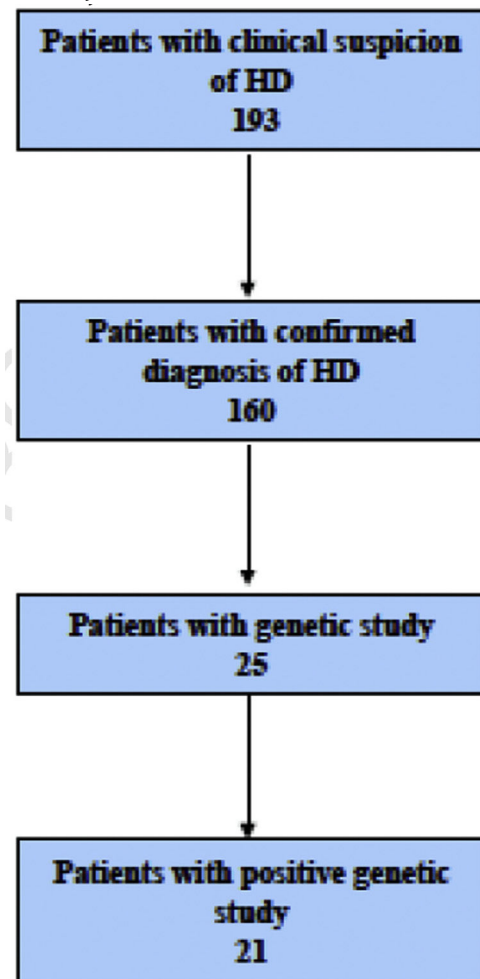 Patients with clinical suspicion
of HD
193
Patients with confirmed
diagnosis of HD
160
Patients with genetic study
25
Patients with positive genetic
study
21